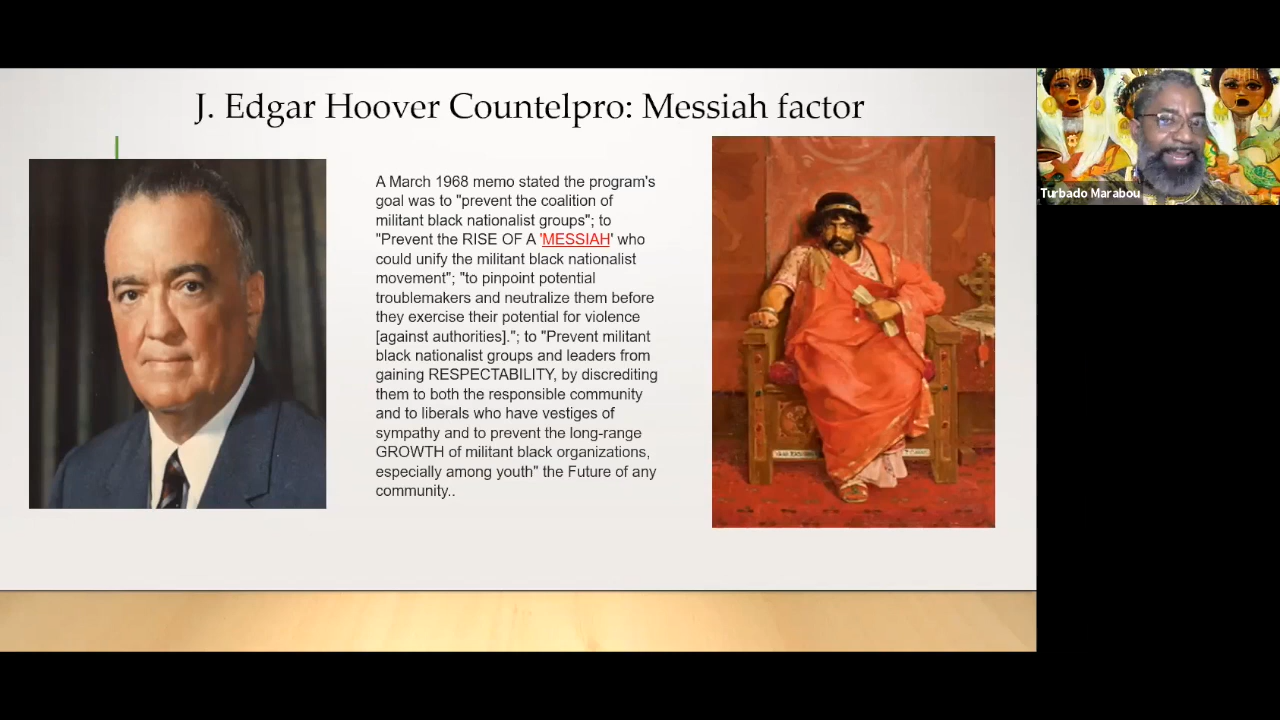 J. Edgar Hoover Countelpro: Messiah factor
A March 1968 memo stated the program's
goal was to "prevent the coalition of
militant black nationalist groups"; to
"Prevent the RISE OF A 'MESSIAH' who
could unify the militant black nationalist
movement"; "to pinpoint potential
troublemakers and neutralize them before
they exercise their potential for violence
[against authorities]."; to "Prevent militant
black nationalist groups and leaders from
gaining RESPECTABILITY, by discrediting
them to both the responsible community
and to liberals who have vestiges of
sympathy and to prevent the long-range
GROWTH of militant black organizations,
especially among youth" the Future of any
community..
Turbado Marabou